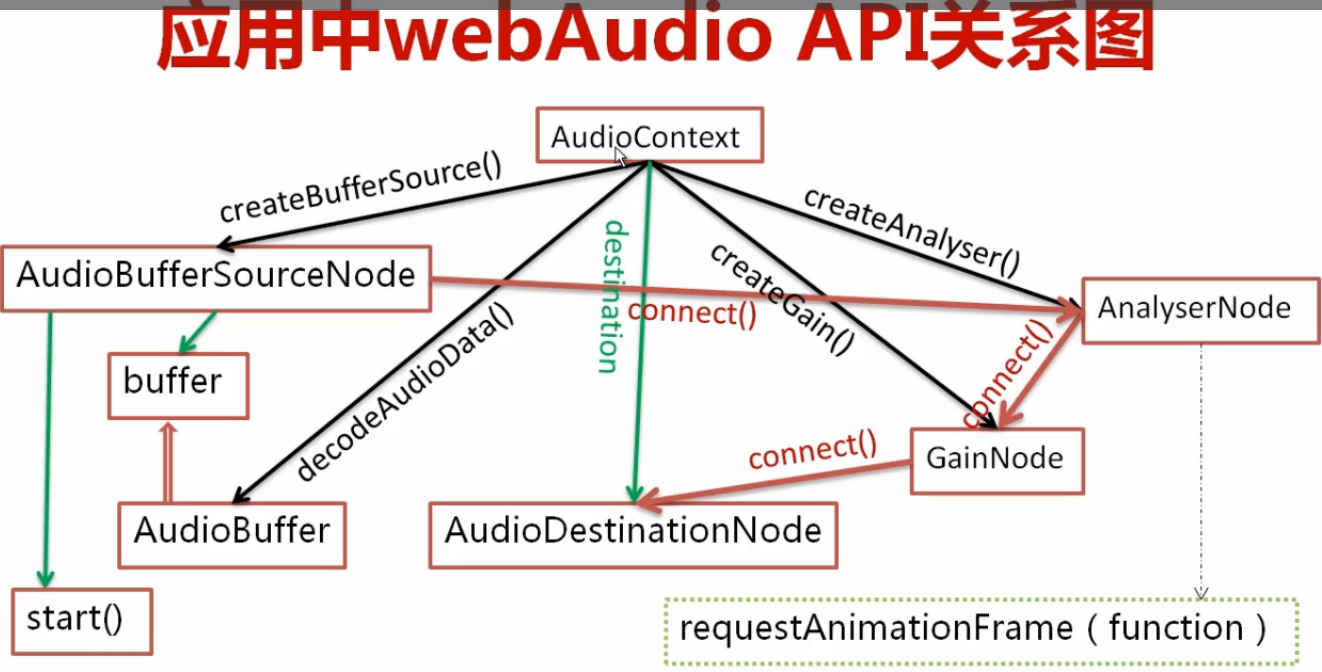 应用中webAudio API关系图
AudioContext
createBufferSource()
createAnalyser()
destination
createGain()
AudioBufferSourceNode
connect()
AnalyserNode
decodeAudioData()
connect()
buffer
connect()
GainNode
AudioBuffer
AudioDestinationNode
start()
requestAnimationFrame ( function )